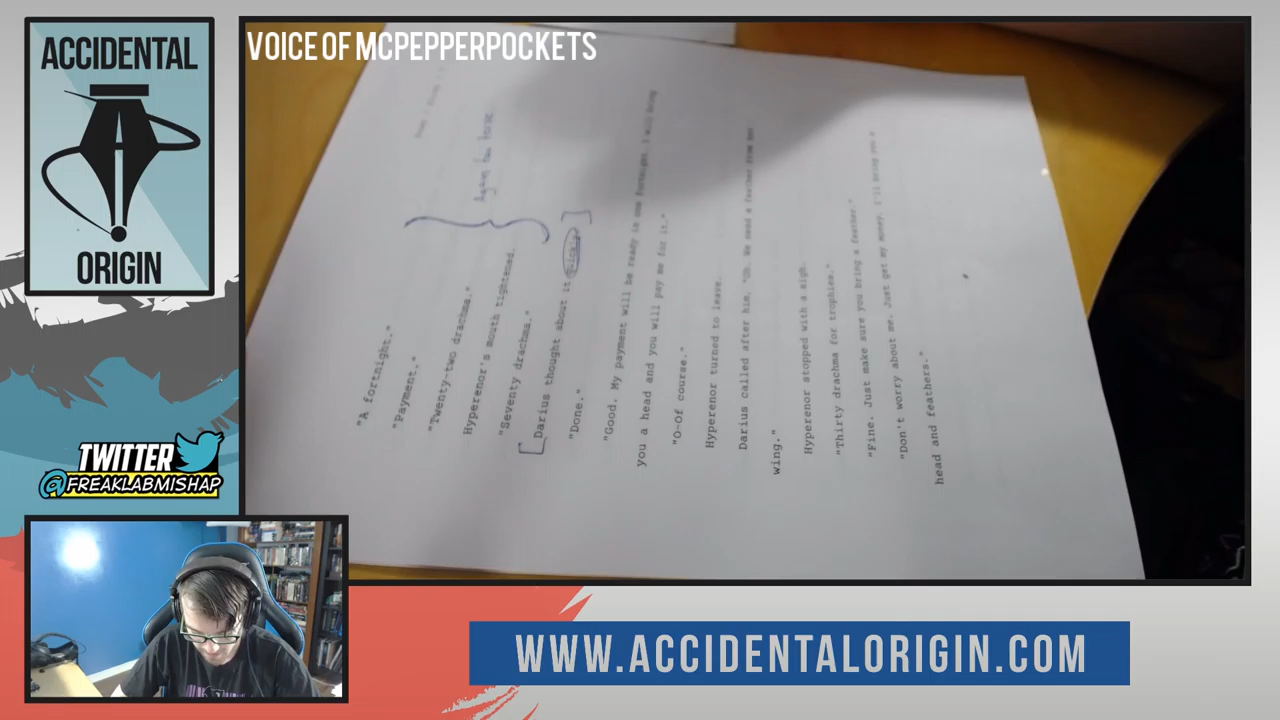 ACCIDENTAL
ORIGIN
VOICE OF MCPEPPERPOCKETS
"A fortnight."
"Payment."
"Twenty-two drachma."
Hyperenor's mouth tightened.
"Seventy drachma."
[Darius thought about it quickly.]
"Done."
"Good. My payment will be ready in one fortnight. I will bring
you a head and you will pay me for it."
"O-Of course."
Hyperenor turned to leave.
Darius called after him, "Uh. We need a feather from
wing."
Hyperenor stopped with a sigh.
"Thirty drachma for trophies."
"Fine. Just make sure you bring a feather."
"Don't worry about me. Just get my money. I'll bring you a
head and feathers."
TWITTER
@FREAKLABMISHAP
WWW.ACCIDENTALORIGIN.COM